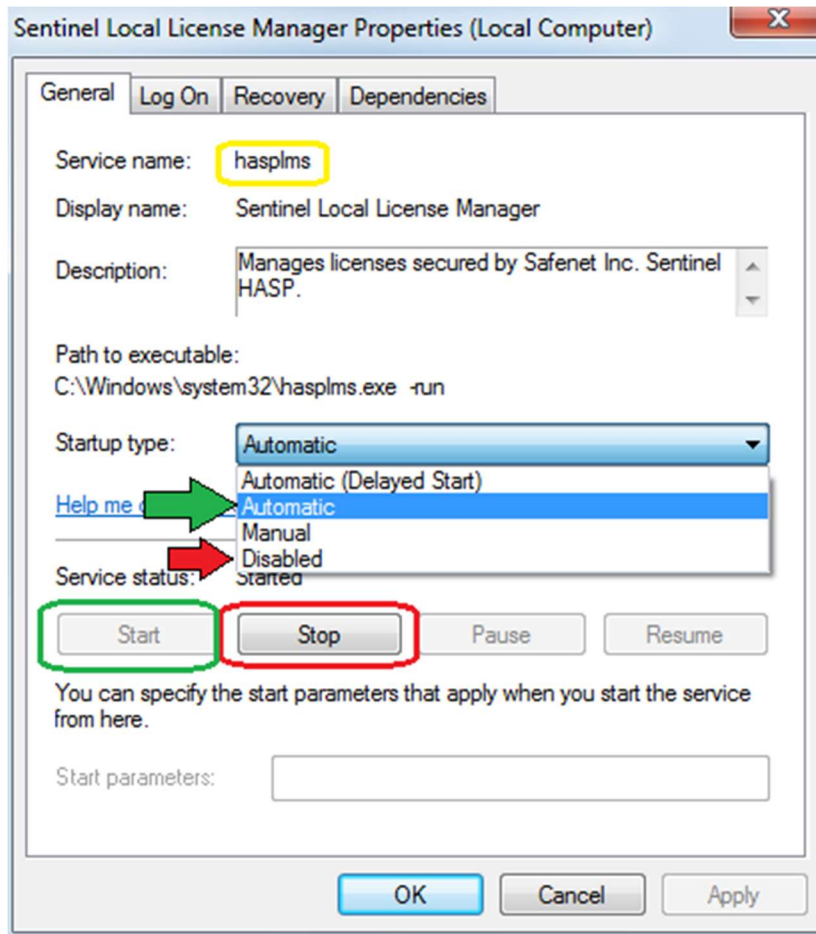 Sentinel Local License Manager Properties (Local Computer)
General Log On Recovery Dependencies
Service name: hasplms
Display name: Sentinel Local License Manager
Description: Manages licenses secured by Safenet Inc. Sentinel
HASP.
Path to executable:
C:\Windows\system32\hasplms.exe -run
Startup type: Automatic
Automatic (Delayed Start)
Help me Automatic
Manual
Disabled
Service status: Started
Start Stop Pause Resume
You can specify the start parameters that apply when you start the service
from here.
Start parameters:
OK Cancel Apply